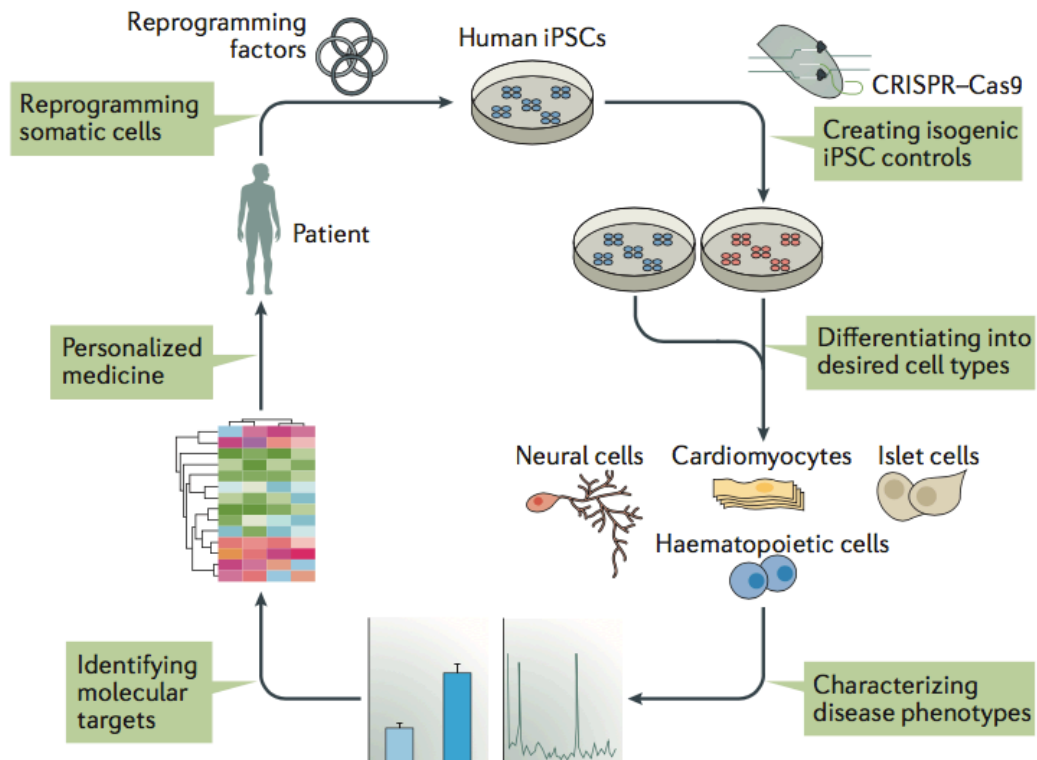 Reprogramming
factors
Human iPSCs
CRISPR–Cas9
Reprogramming
somatic cells
Creating isogenic
iPSC controls
Patient
Personalized
medicine
Differentiating into
desired cell types
Neural cells
Cardiomyocytes
Islet cells
Haematopoietic cells
Identifying
molecular
targets
Characterizing
disease phenotypes